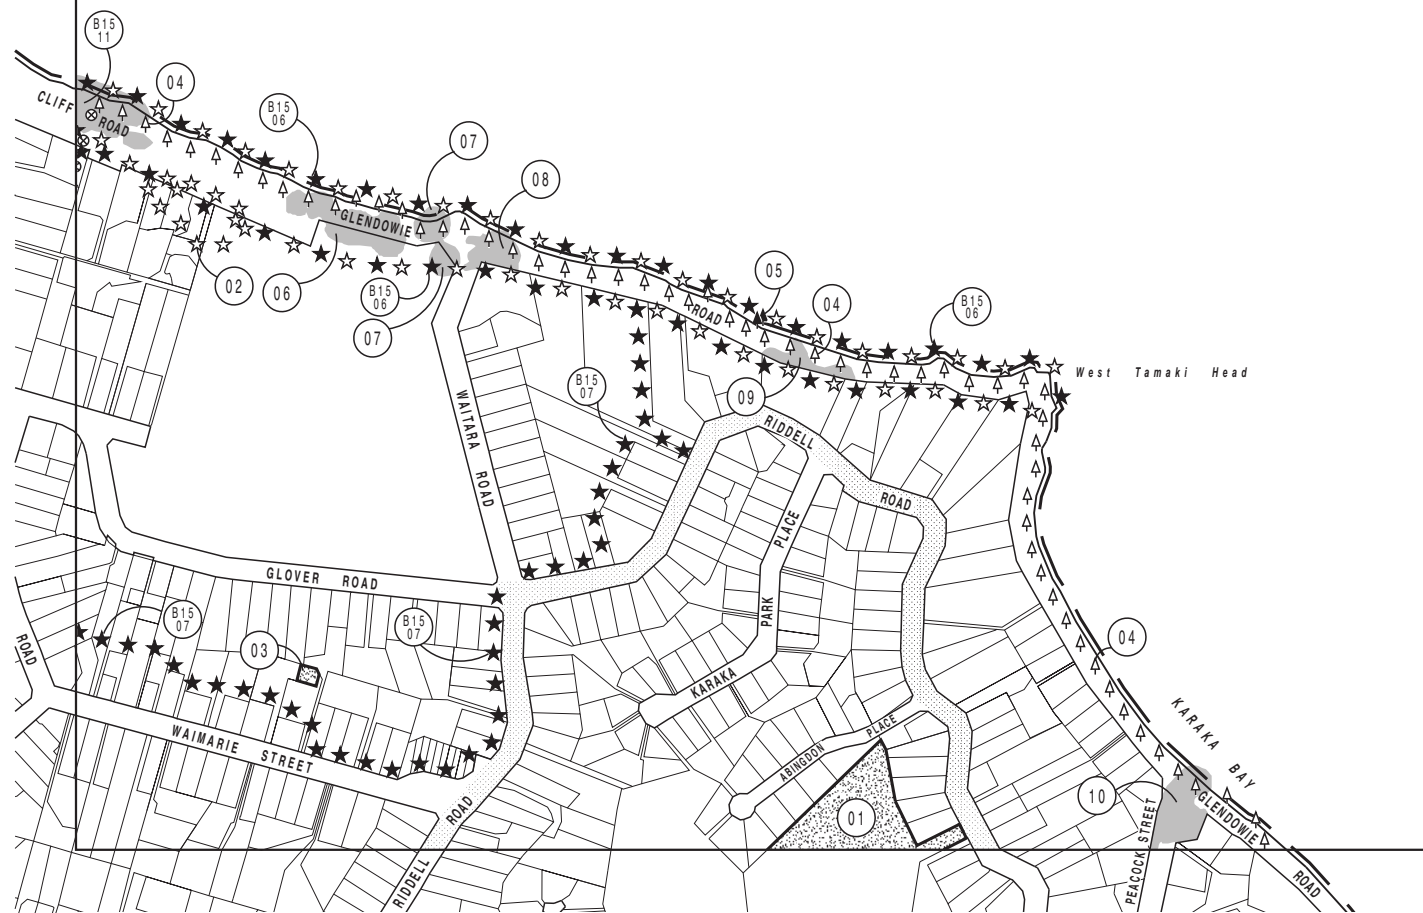 B15
11
04
CLIFF
ROAD
B15
06
07
08
GLENDOWIE
02
06
B15
06
07
05
04
B15
06
ROAD
West Tamaki Head
B15
07
09
RIDDELL
ROAD
WAITARA ROAD
PARK PLACE
GLOVER ROAD
B15
07
B15
07
03
ROAD
KARAKA
WAIMARIE STREET
ABINGDON PLACE
04
KARAKA BAY
10
01
GLENDOWIE
ROAD
PEACOCK STREET
RIDDELL ROAD